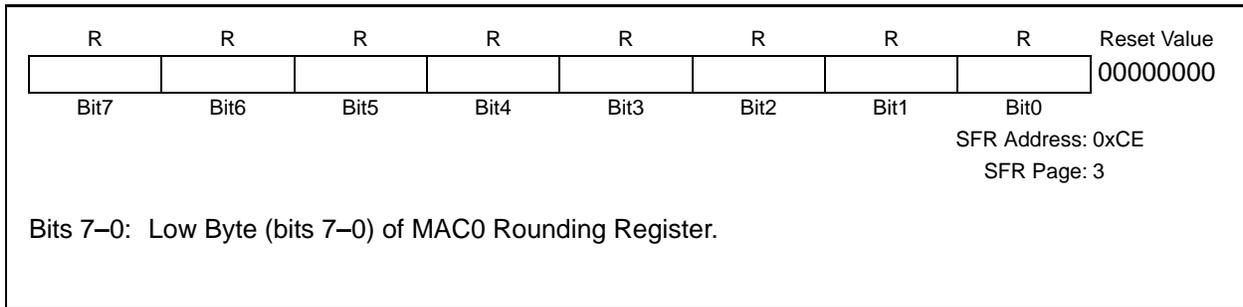 R R R R R R R R Reset Value
00000000
Bit7 Bit6 Bit5 Bit4 Bit3 Bit2 Bit1 Bit0
SFR Address: 0xCE
SFR Page: 3
Bits 7–0: Low Byte (bits 7–0) of MAC0 Rounding Register.